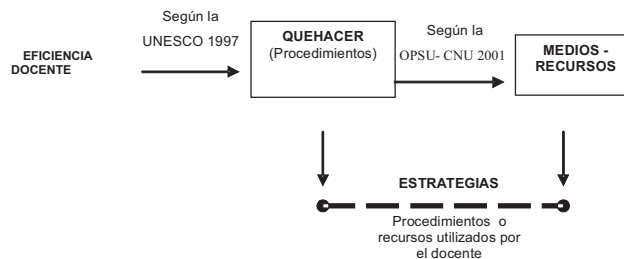 Según la
UNESCO 1997
EFICIENCIA
DOCENTE
QUEHACER
(Procedimientos)
Según la
OPSU- CNU 2001
MEDIOS -
RECURSOS
ESTRATEGIAS
Procedimientos o
recursos utilizados por
el docente